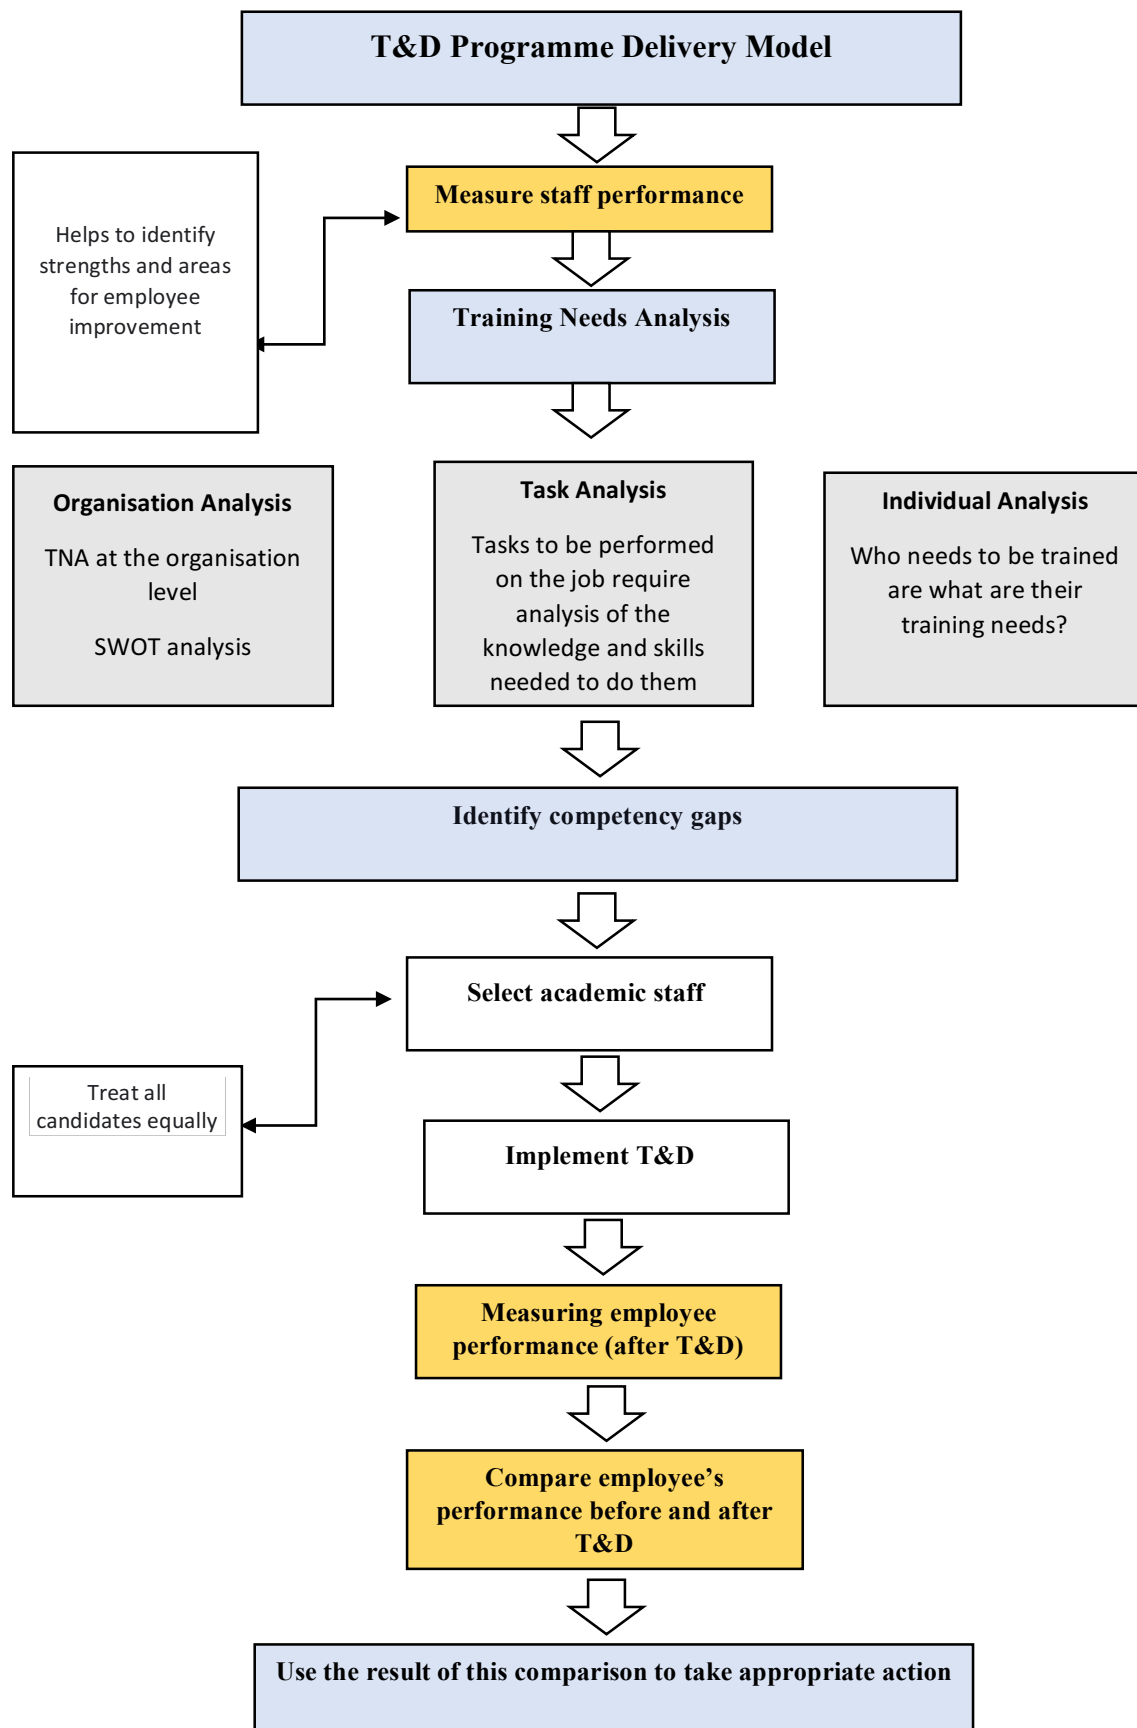 T&D Programme Delivery Model
Measure staff performance
Helps to identify
strengths and areas
for employee
improvement
Training Needs Analysis
Organisation Analysis
TNA at the organisation
level
SWOT analysis
Task Analysis
Tasks to be performed
on the job require
analysis of the
knowledge and skills
needed to do them
Individual Analysis
Who needs to be trained
are what are their
training needs?
Identify competency gaps
Select academic staff
Treat all
candidates equally
Implement T&D
Measuring employee
performance (after T&D)
Compare employee’s
performance before and after
T&D
Use the result of this comparison to take appropriate action